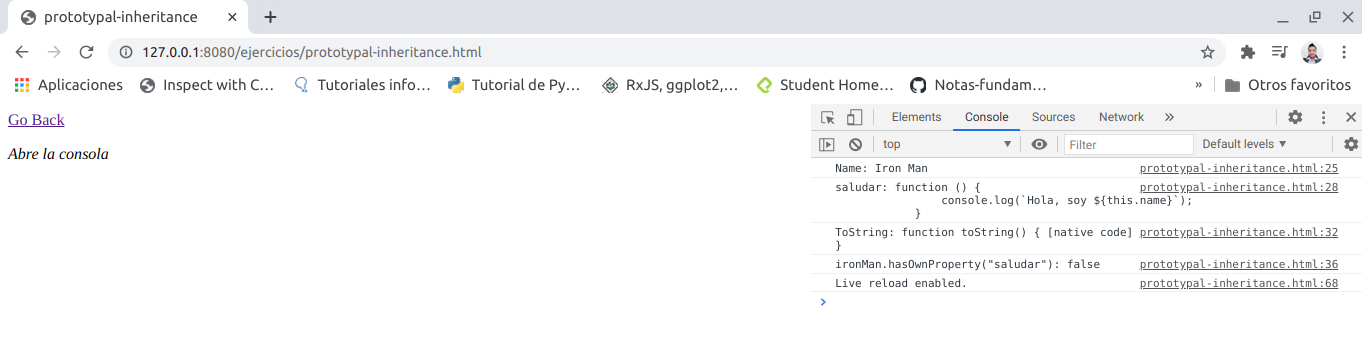 prototypal-inheritance
127.0.0.1:8080/ejercicios/prototypal-inheritance.html
Aplicaciones Inspect with C… Tutoriales info… Tutorial de Py… RxJS, ggplot2,… Student Home… Notas-fundam… » Otros favoritos
Go Back
Abre la consola
Elements Console Sources Network »
top Filter Default levels
Name: Iron Man prototypal-inheritance.html:25
saludar: function () { prototypal-inheritance.html:28
console.log(`Hola, soy ${this.name}`);
}
ToString: function toString() { [native code] prototypal-inheritance.html:32
}
ironMan.hasOwnProperty("saludar"): false prototypal-inheritance.html:36
Live reload enabled. prototypal-inheritance.html:68